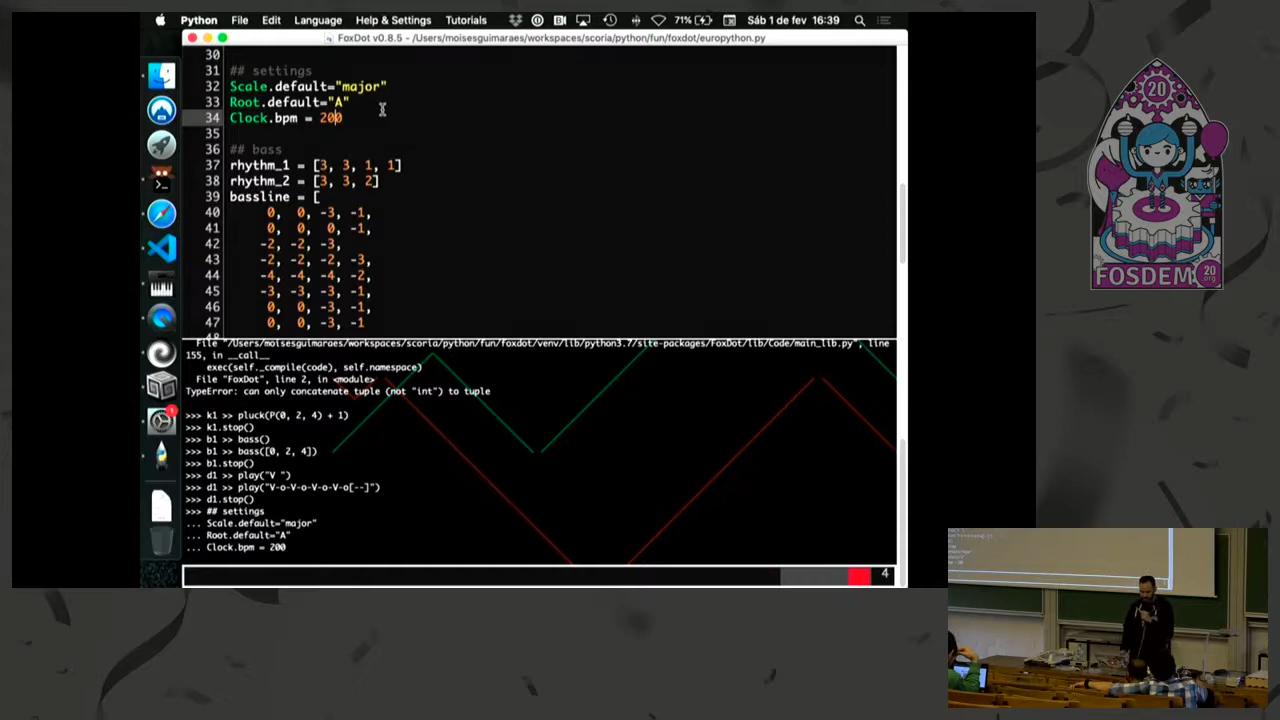 Python File Edit Language Help & Settings Tutorials 71% Sáb 1 de fev 16:39
FoxDot v0.8.5 - /Users/moisesguimaraes/workspaces/scoria/python/fun/foxdot/europython.py
30
31 ## settings
32 Scale.default="major"
33 Root.default="A"
34 Clock.bpm = 200
35
36 ## bass
37 rhythm_1 = [3, 3, 1, 1]
38 rhythm_2 = [3, 3, 2]
39 bassline = [
40 0, 0, -3, -1,
41 0, 0, 0, -1,
42 -2, -2, -3,
43 -2, -2, -2, -3,
44 -4, -4, -4, -2,
45 -3, -3, -3, -1,
46 0, 0, -3, -1,
47 0, 0, -3, -1
File "/Users/moisesguimaraes/workspaces/scoria/python/fun/foxdot/venv/lib/python3.7/site-packages/FoxDot/lib/Code/main_lib.py", line
155, in __call__
exec(self._compile(code), self.namespace)
File "FoxDot", line 2, in <module>
TypeError: can only concatenate tuple (not "int") to tuple
>>> k1 >> pluck(P(0, 2, 4) + 1)
>>> k1.stop()
>>> b1 >> bass()
>>> b1 >> bass([0, 2, 4])
>>> b1.stop()
>>> d1 >> play("V ")
>>> d1 >> play("V-o-V-o-V-o-V-o[--]")
>>> d1.stop()
>>> ## settings
... Scale.default="major"
... Root.default="A"
... Clock.bpm = 200
4
1
20
FOSDEM 20
.org